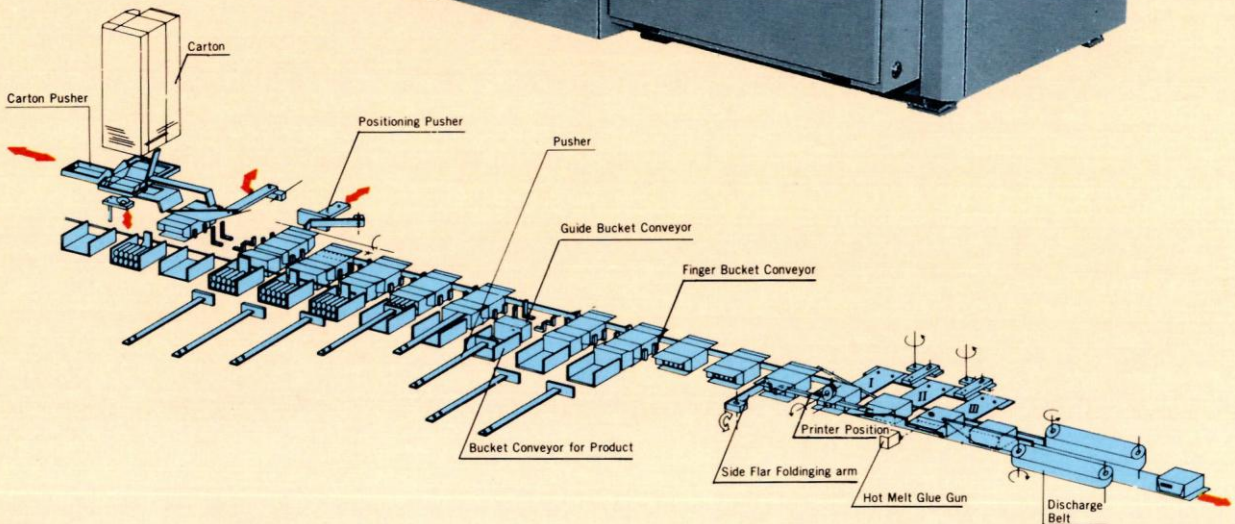 Carton
Carton Pusher
Positioning Pusher
Pusher
Guide Bucket Conveyor
Finger Bucket Conveyor
I
II
III
Printer Position
Bucket Conveyor for Product
Side Flar Foldinging arm
Hot Melt Glue Gun
Discharge
Belt